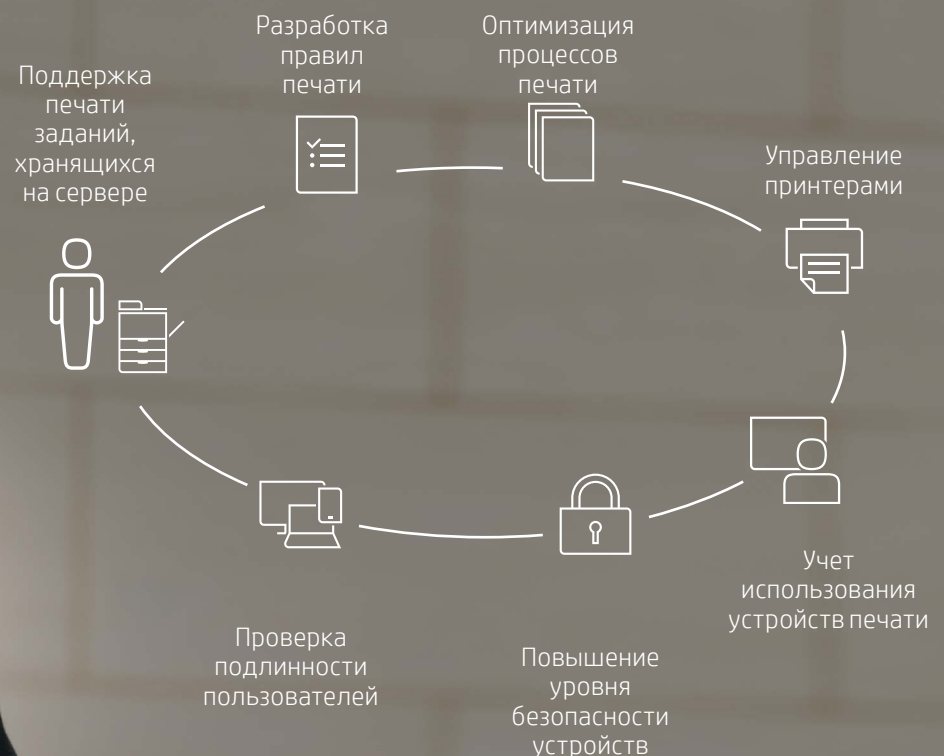 Поддержка
печати
заданий,
хранящихся
на сервере
Разработка
правил
печати
Оптимизация
процессов
печати
Управление
принтерами
Учет
использования
устройств печати
Повышение
уровня
безопасности
устройств
Проверка
подлинности
пользователей